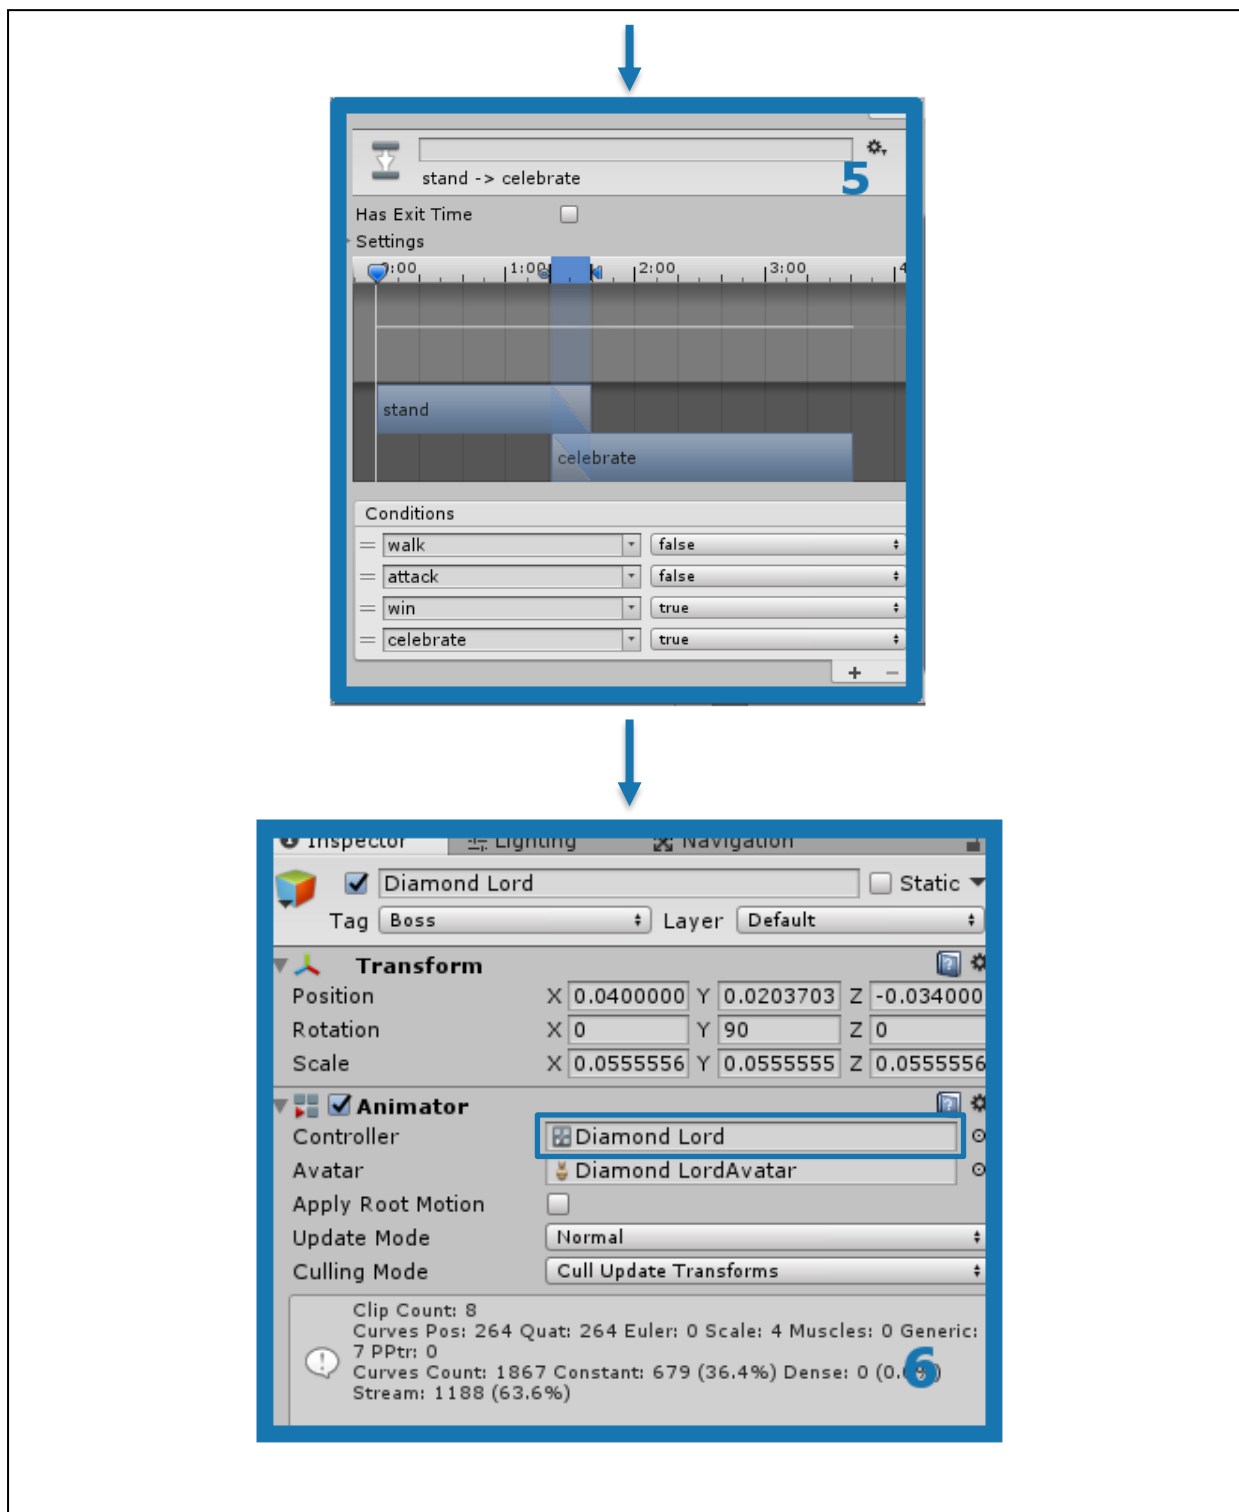 5
stand -> celebrate
Has Exit Time
Settings
0:00 1:00 2:00 3:00 4
stand
celebrate
Conditions
walk false
attack false
win true
celebrate true
+ −
Inspector Lighting Navigation
Diamond Lord Static
Tag Boss Layer Default
Transform
Position X 0.0400000 Y 0.0203703 Z -0.034000
Rotation X 0 Y 90 Z 0
Scale X 0.0555556 Y 0.0555555 Z 0.0555556
Animator
Controller Diamond Lord
Avatar Diamond LordAvatar
Apply Root Motion
Update Mode Normal
Culling Mode Cull Update Transforms
Clip Count: 8
Curves Pos: 264 Quat: 264 Euler: 0 Scale: 4 Muscles: 0 Generic:
7 PPtr: 0
Curves Count: 1867 Constant: 679 (36.4%) Dense: 0
Stream: 1188 (63.6%)
6